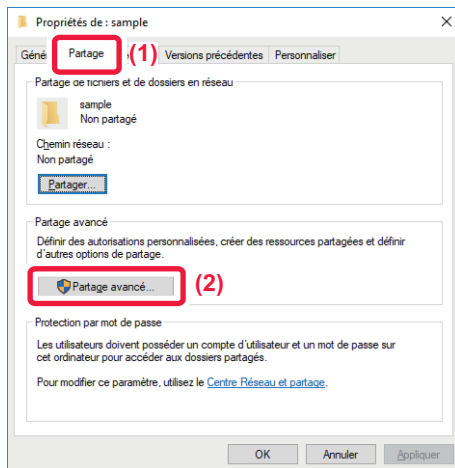 Propriétés de : sample
Géné
Partage
(1)
Versions précédentes
Personnaliser
Partage de fichiers et de dossiers en réseau
sample
Non partagé
Chemin réseau :
Non partagé
Partager...
Partage avancé
Définir des autorisations personnalisées, créer des ressources partagées et définir
d'autres options de partage.
Partage avancé...
(2)
Protection par mot de passe
Les utilisateurs doivent posséder un compte d'utilisateur et un mot de passe sur
cet ordinateur pour accéder aux dossiers partagés.
Pour modifier ce paramètre, utilisez le Centre Réseau et partage.
OK
Annuler
Appliquer